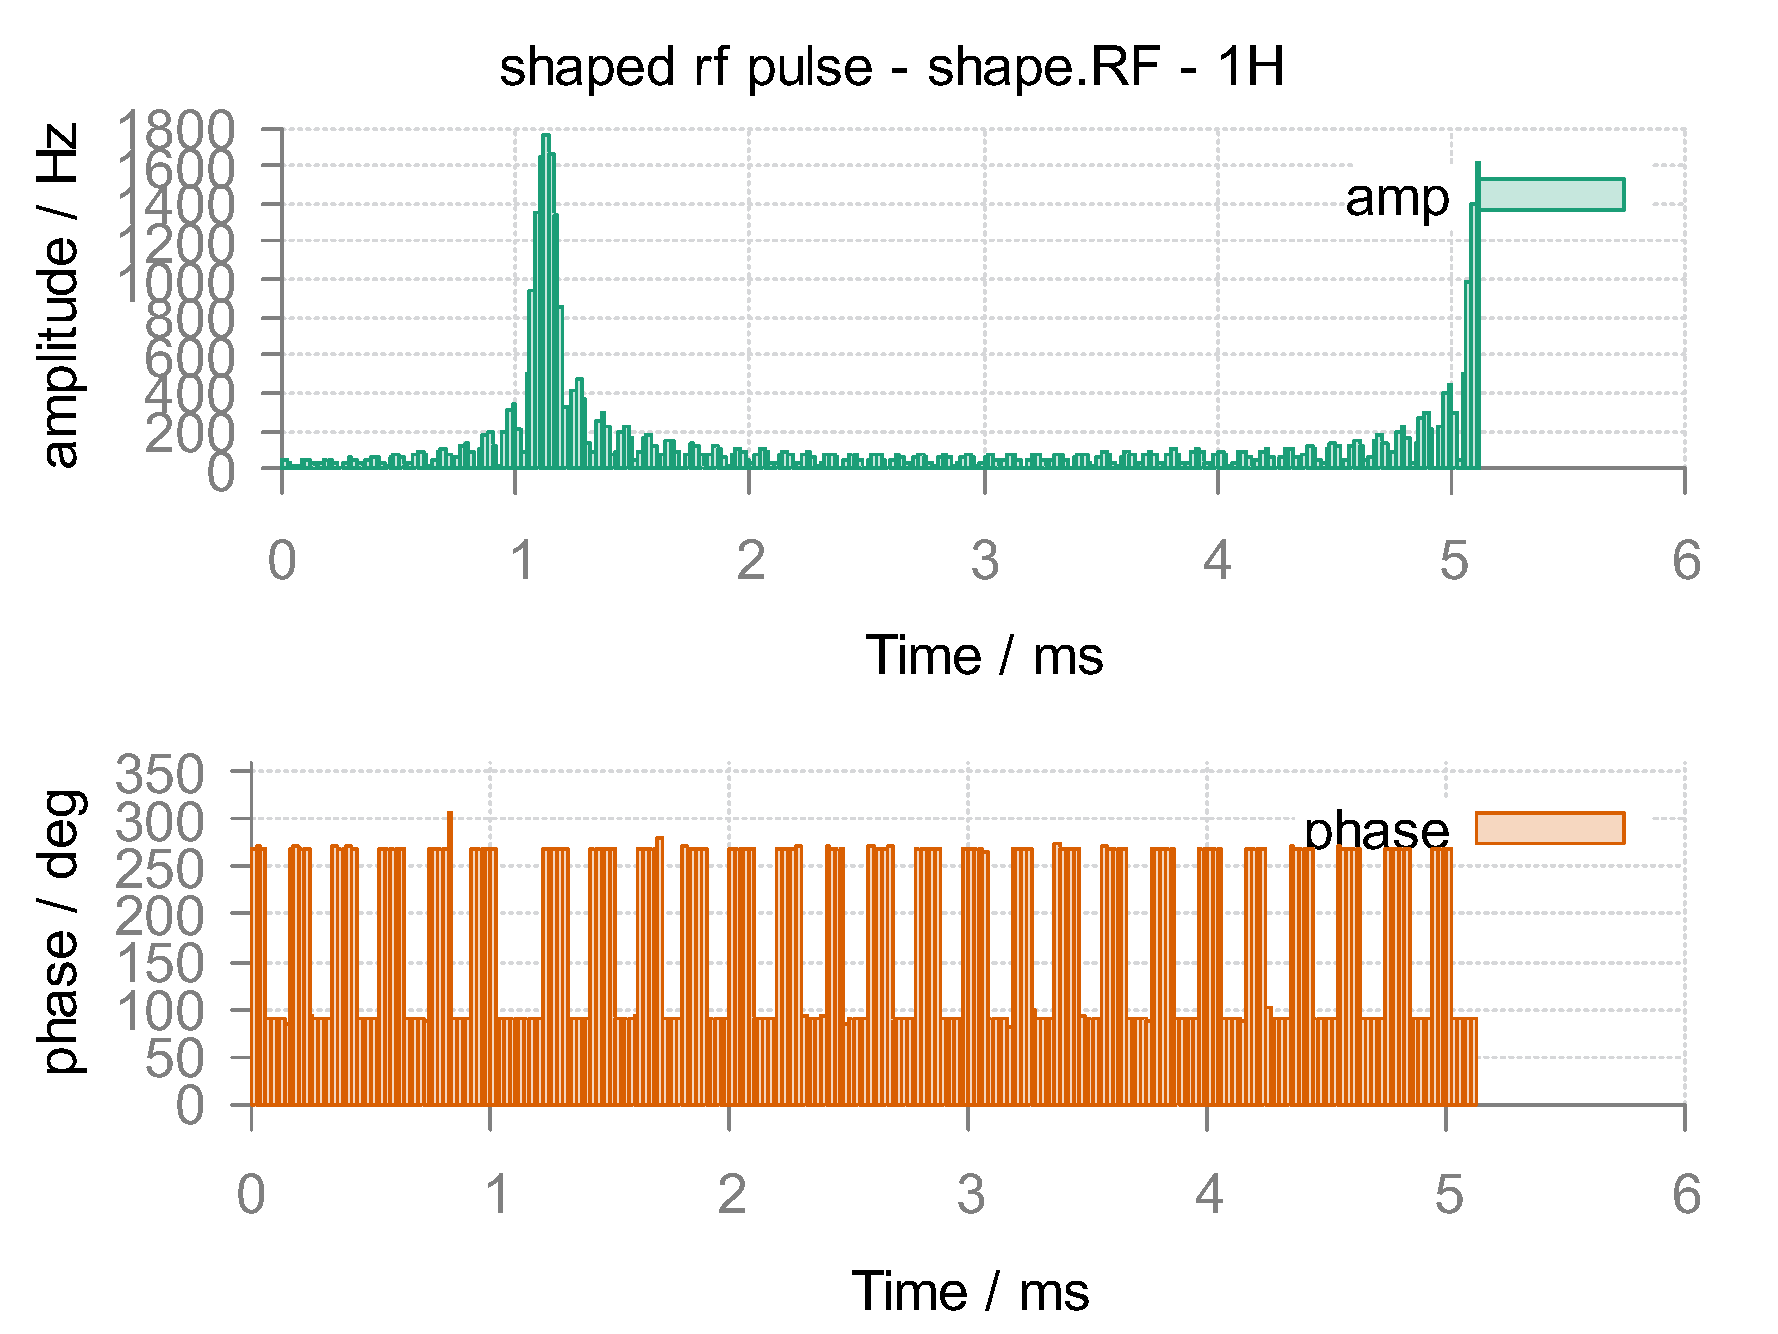 shaped rf pulse - shape.RF - 1H
amplitude / Hz
1800
1600
1400
1200
1000
800
600
400
200
0
amp
0 1 2 3 4 5 6
Time / ms
phase / deg
350
300
250
200
150
100
50
0
phase
0 1 2 3 4 5 6
Time / ms